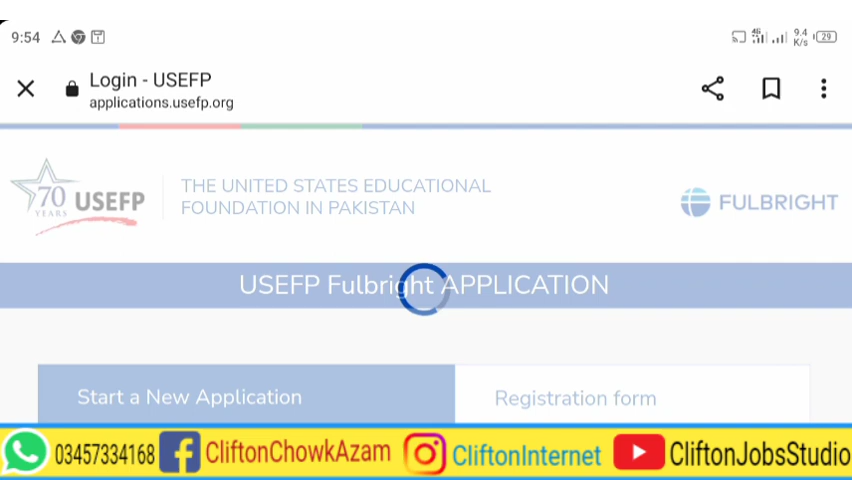 9:54
4G
9.4
K/s
29
Login - USEFP
applications.usefp.org
70
YEARS
USEFP
THE UNITED STATES EDUCATIONAL
FOUNDATION IN PAKISTAN
FULBRIGHT
USEFP Fulbright APPLICATION
Start a New Application
Registration form
03457334168
CliftonChowkAzam
CliftonInternet
CliftonJobsStudio